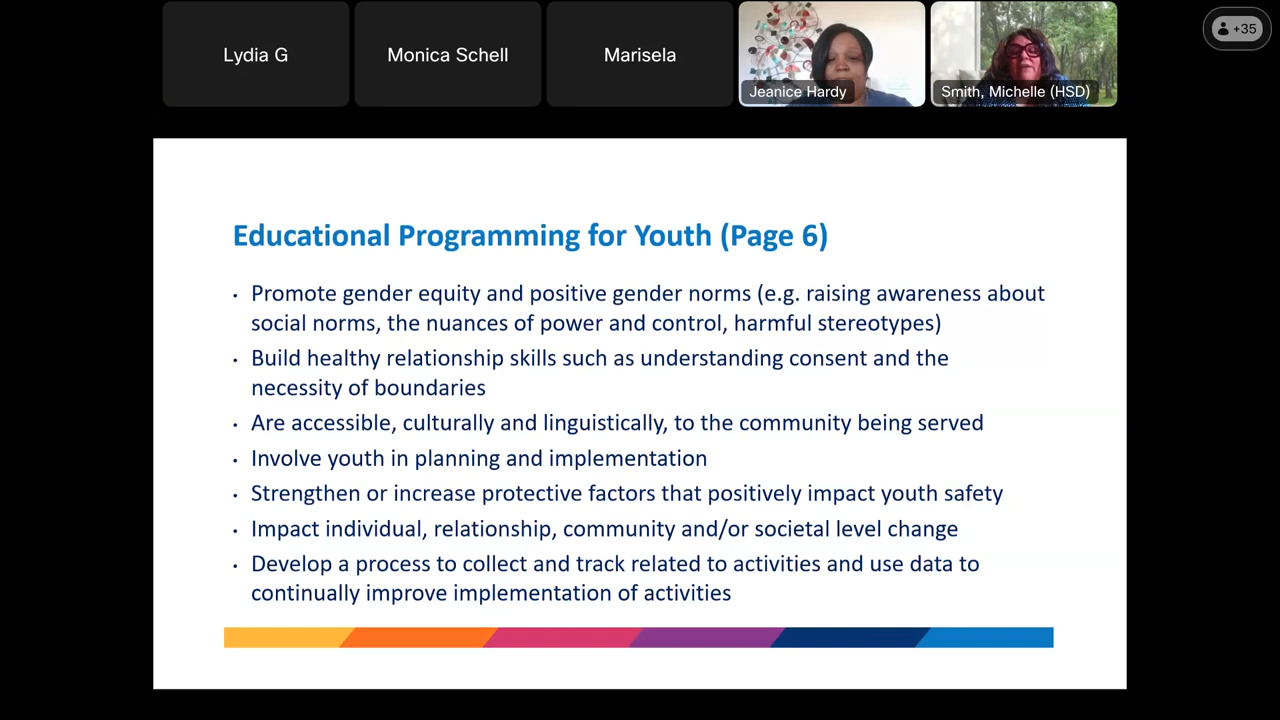 Lydia G
Monica Schell
Marisela
Jeanice Hardy
Smith, Michelle (HSD)
+35
Educational Programming for Youth (Page 6)
• Promote gender equity and positive gender norms (e.g. raising awareness about
social norms, the nuances of power and control, harmful stereotypes)
• Build healthy relationship skills such as understanding consent and the
necessity of boundaries
• Are accessible, culturally and linguistically, to the community being served
• Involve youth in planning and implementation
• Strengthen or increase protective factors that positively impact youth safety
• Impact individual, relationship, community and/or societal level change
• Develop a process to collect and track related to activities and use data to
continually improve implementation of activities